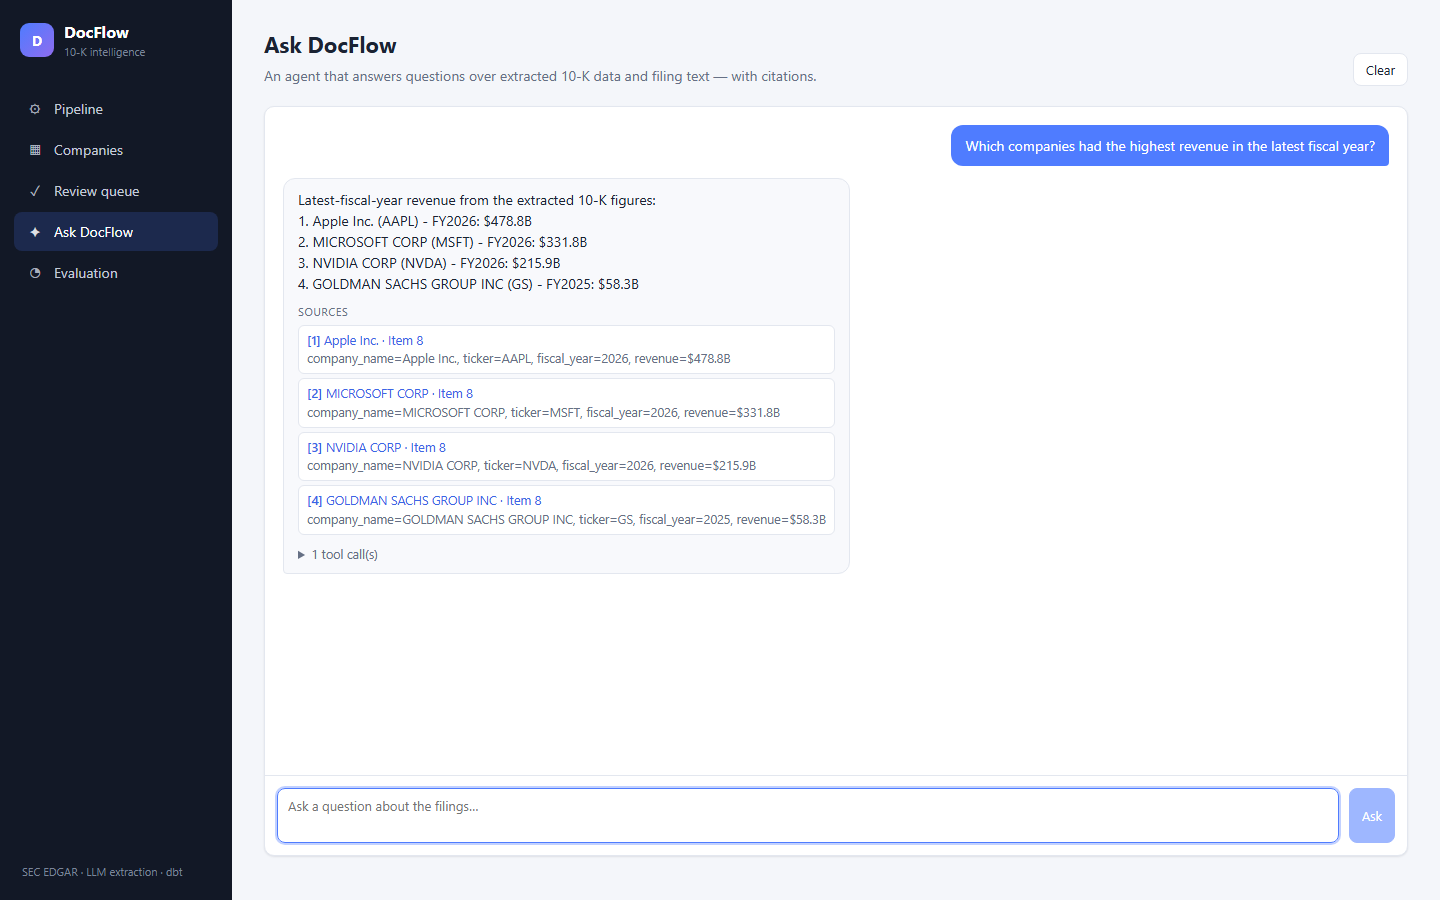 D
DocFlow
10-K intelligence
Pipeline
Companies
Review queue
Ask DocFlow
Evaluation
SEC EDGAR · LLM extraction · dbt
Ask DocFlow
An agent that answers questions over extracted 10-K data and filing text — with citations.
Clear
Which companies had the highest revenue in the latest fiscal year?
Latest-fiscal-year revenue from the extracted 10-K figures:
1. Apple Inc. (AAPL) - FY2026: $478.8B
2. MICROSOFT CORP (MSFT) - FY2026: $331.8B
3. NVIDIA CORP (NVDA) - FY2026: $215.9B
4. GOLDMAN SACHS GROUP INC (GS) - FY2025: $58.3B
SOURCES
[1] Apple Inc. · Item 8
company_name=Apple Inc., ticker=AAPL, fiscal_year=2026, revenue=$478.8B
[2] MICROSOFT CORP · Item 8
company_name=MICROSOFT CORP, ticker=MSFT, fiscal_year=2026, revenue=$331.8B
[3] NVIDIA CORP · Item 8
company_name=NVIDIA CORP, ticker=NVDA, fiscal_year=2026, revenue=$215.9B
[4] GOLDMAN SACHS GROUP INC · Item 8
company_name=GOLDMAN SACHS GROUP INC, ticker=GS, fiscal_year=2025, revenue=$58.3B
1 tool call(s)
Ask a question about the filings...
Ask